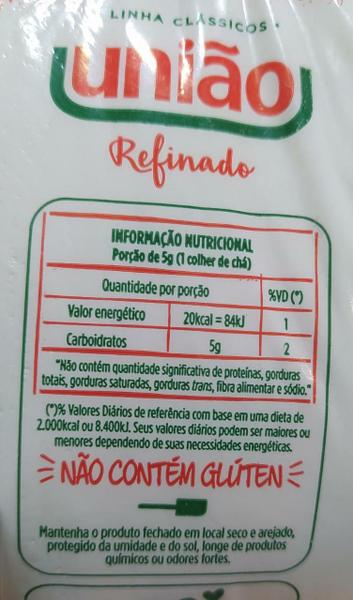 LINHA CLÁSSICOS
união
Refinado
INFORMAÇÃO NUTRICIONAL
Porção de 5g (1 colher de chá)
Quantidade por porção %VD (*)
Valor energético 20kcal = 84kJ 1
Carboidratos 5g 2
"Não contém quantidade significativa de proteínas, gorduras
totais, gorduras saturadas, gorduras trans, fibra alimentar e sódio."
(*)% Valores Diários de referência com base em uma dieta de
2.000kcal ou 8.400kJ. Seus valores diários podem ser maiores ou
menores dependendo de suas necessidades energéticas.
NÃO CONTÉM GLÚTEN
Mantenha o produto fechado em local seco e arejado,
protegido da umidade e do sol, longe de produtos
químicos ou odores fortes.